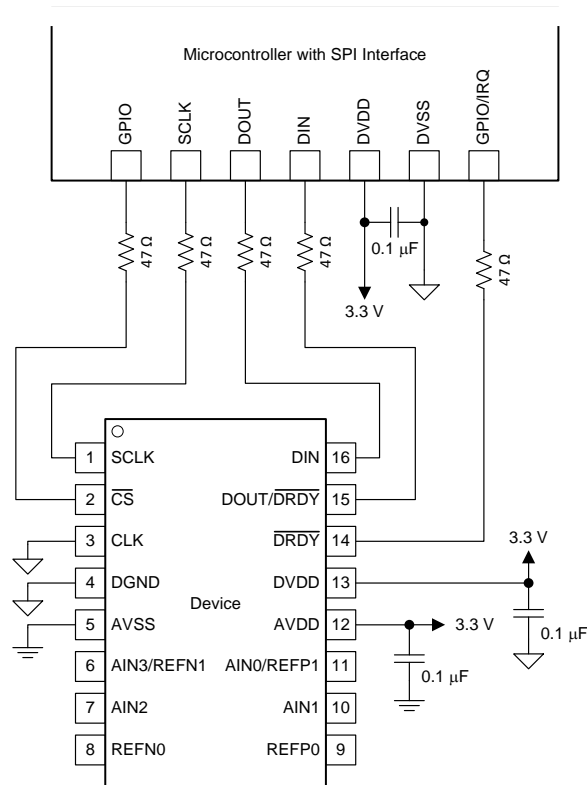 Microcontroller with SPI Interface
GPIO
SCLK
DOUT
DIN
DVDD
DVSS
GPIO/IRQ
47 Ω
47 Ω
47 Ω
47 Ω
0.1 μF
47 Ω
3.3 V
1 SCLK DIN 16
2 CS DOUT/DRDY 15
3 CLK DRDY 14
3.3 V
4 DGND DVDD 13
Device
5 AVSS AVDD 12
3.3 V
0.1 μF
6 AIN3/REFN1 AIN0/REFP1 11
0.1 μF
7 AIN2 AIN1 10
8 REFN0 REFP0 9